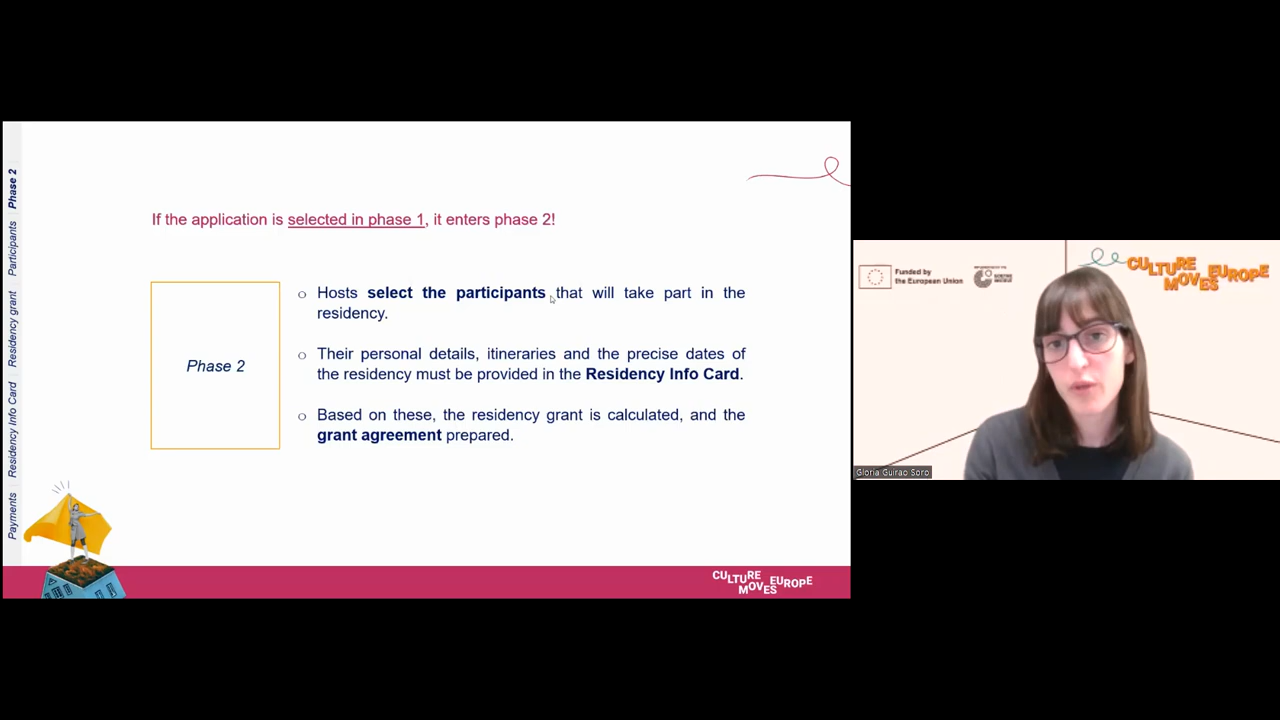 Phase 2
Participants
Residency grant
Residency Info Card
Payments
If the application is selected in phase 1, it enters phase 2!
Phase 2
○ Hosts select the participants that will take part in the
residency.
○ Their personal details, itineraries and the precise dates of
the residency must be provided in the Residency Info Card.
○ Based on these, the residency grant is calculated, and the
grant agreement prepared.
CULTURE
MOVES EUROPE
Funded by
the European Union
CULTURE
MOVES EUROPE
Gloria Guirao Soro